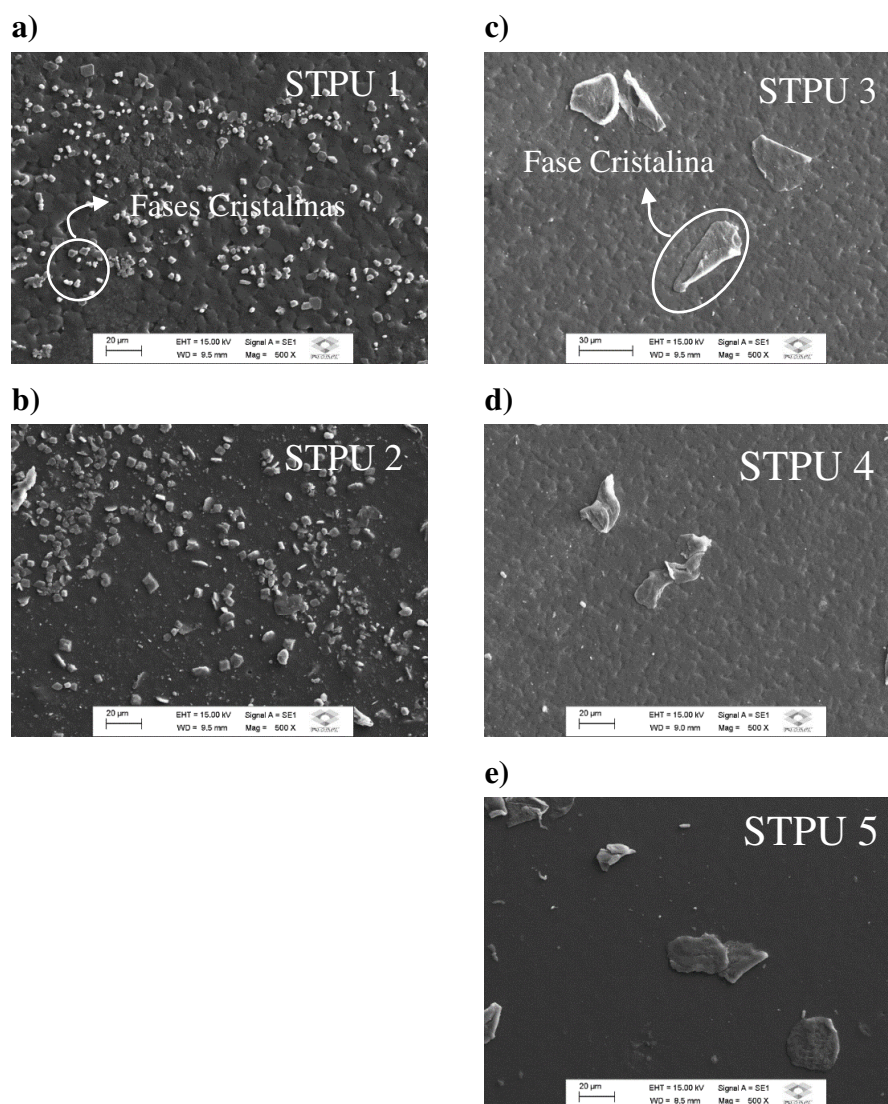 a)
STPU 1
Fases Cristalinas
20 µm
EHT = 15.00 kV Signal A = SE1
WD = 9.5 mm Mag = 500 X
b)
STPU 2
20 µm
EHT = 15.00 kV Signal A = SE1
WD = 9.5 mm Mag = 500 X
c)
STPU 3
Fase Cristalina
30 µm
EHT = 15.00 kV Signal A = SE1
WD = 9.5 mm Mag = 500 X
d)
STPU 4
20 µm
EHT = 15.00 kV Signal A = SE1
WD = 9.0 mm Mag = 500 X
e)
STPU 5
20 µm
EHT = 15.00 kV Signal A = SE1
WD = 8.5 mm Mag = 500 X